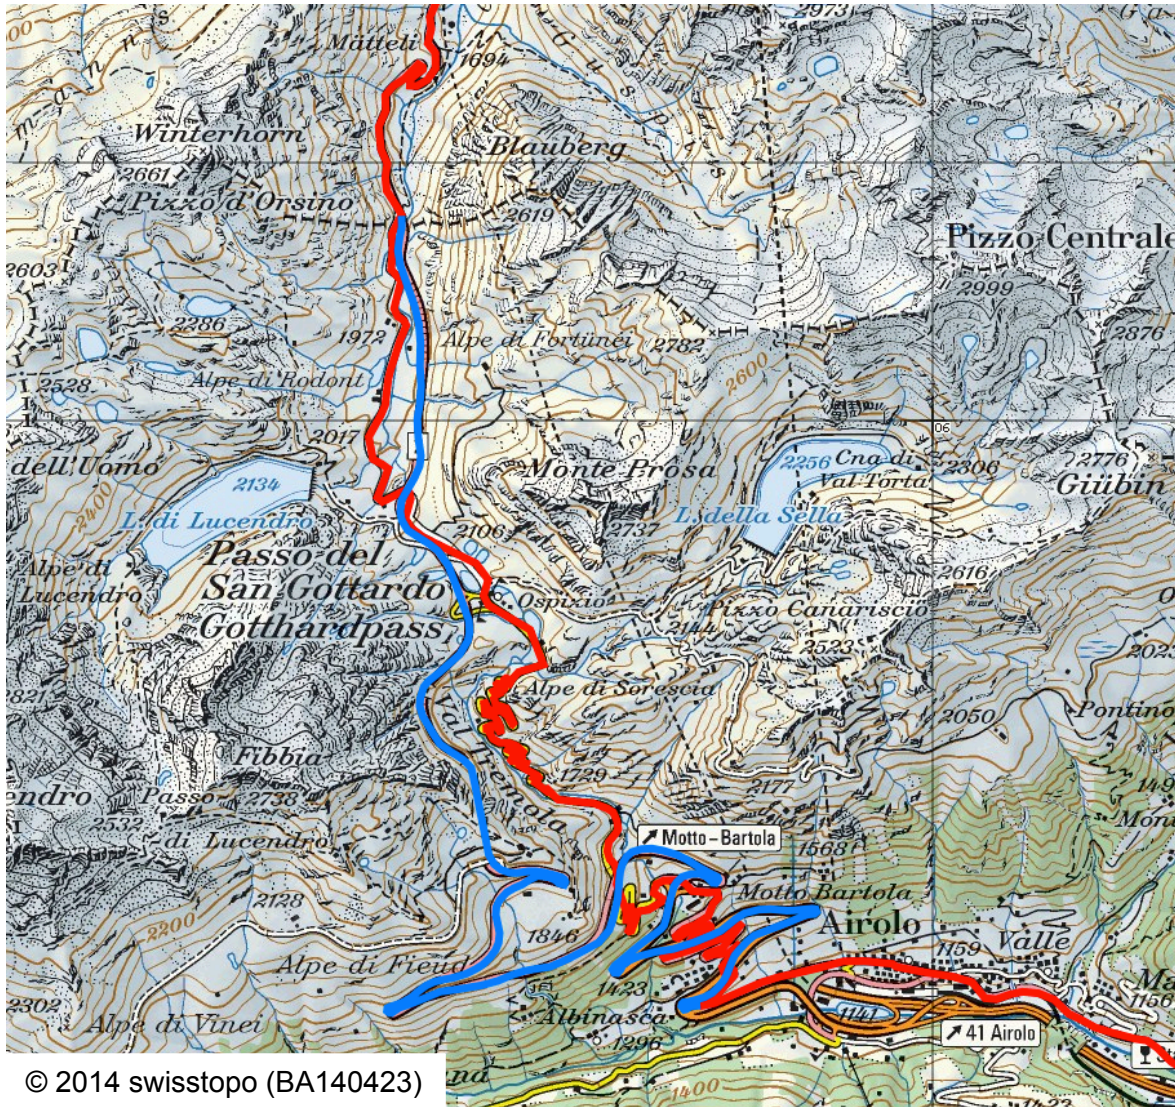 Mätteli
1694
2973
Winterhorn
2661
Blauberg
Pizzo d'Orsino
2619
Pizzo Centrale
2603
2999
2286
1972
Alpe di Fortünei
2782
2876
2600
2528
Alpe di Rodont
2017
06
dell'Uomo
2134
Monte Prosa
2256
Cna di
Val Torta
2306
2776
Giübin
2400
L. di Lucendro
2106
L. della Sella
Passo del
San Gottardo
Gotthardpass
Alpe di
Lucendro
2616
Ospizio
Pizzo Canariscio
2144
2523
2821
Alpe di Sorescia
2050
Pontino
Fibbia
1729
2177
Passo
di Lucendro
2738
2532
Motto-Bartola
1568
2128
Motto Bartola
2200
Airolo
1846
1159
Valle
Alpe di Fieud
1423
2302
Alpe di Vinei
Albinasca
1141
1296
41 Airolo
1400
© 2014 swisstopo (BA140423)